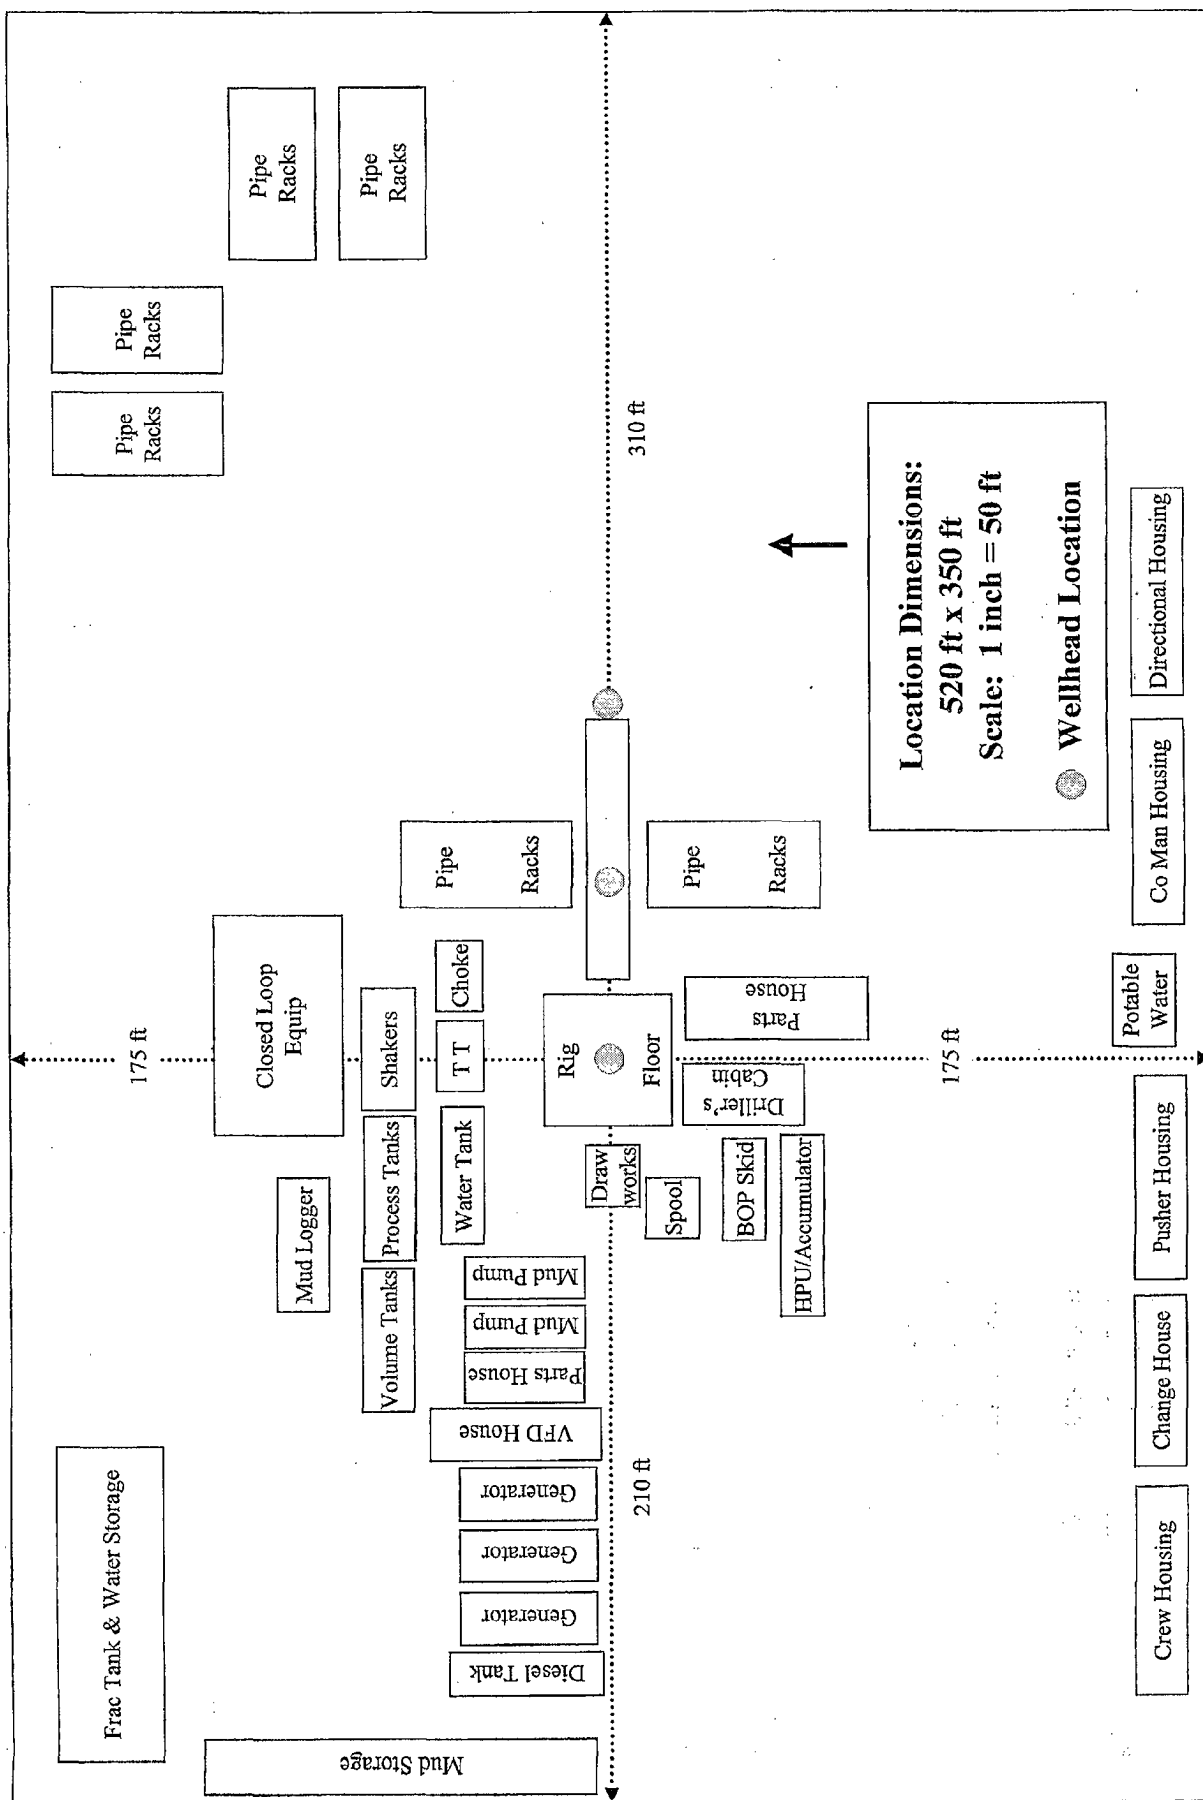 Frac Tank & Water Storage
Mud Storage
Diesel Tank
Generator
Generator
Generator
VFD House
Parts House
Mud Pump
Mud Pump
Volume Tanks
Process Tanks
Shakers
Mud Logger
Closed Loop
Equip
Water Tank
T T
Choke
175 ft
Pipe
Racks
Pipe
Racks
Pipe
Racks
Pipe
Racks
Pipe
Racks
Pipe
Racks
310 ft
210 ft
Draw
works
Rig
Floor
Spool
BOP Skid
HPU/Accumulator
Driller's
Cabin
Parts
House
175 ft
Location Dimensions:
520 ft x 350 ft
Scale: 1 inch = 50 ft
Wellhead Location
Crew Housing
Change House
Pusher Housing
Potable
Water
Co Man Housing
Directional Housing